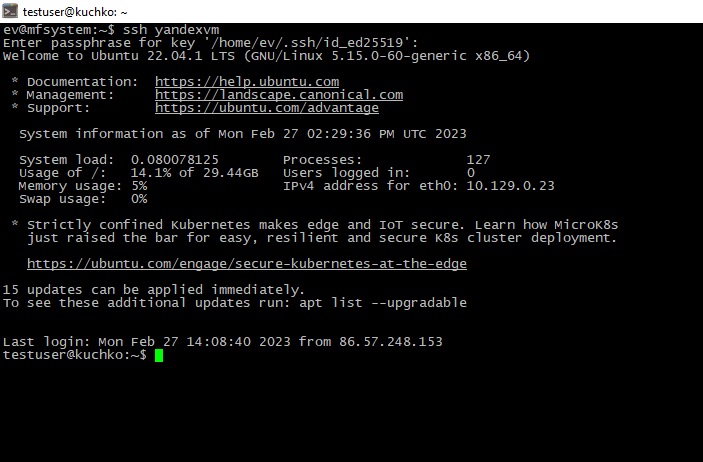 testuser@kuchko: ~
ev@mfsystem:~$ ssh yandexvm
Enter passphrase for key '/home/ev/.ssh/id_ed25519':
Welcome to Ubuntu 22.04.1 LTS (GNU/Linux 5.15.0-60-generic x86_64)
* Documentation:  https://help.ubuntu.com
* Management:     https://landscape.canonical.com
* Support:        https://ubuntu.com/advantage
System information as of Mon Feb 27 02:29:36 PM UTC 2023
System load:  0.080078125        Processes:             127
Usage of /:   14.1% of 29.44GB   Users logged in:       0
Memory usage: 5%                 IPv4 address for eth0: 10.129.0.23
Swap usage:   0%
* Strictly confined Kubernetes makes edge and IoT secure. Learn how MicroK8s
just raised the bar for easy, resilient and secure K8s cluster deployment.
https://ubuntu.com/engage/secure-kubernetes-at-the-edge
15 updates can be applied immediately.
To see these additional updates run: apt list --upgradable
Last login: Mon Feb 27 14:08:40 2023 from 86.57.248.153
testuser@kuchko:~$